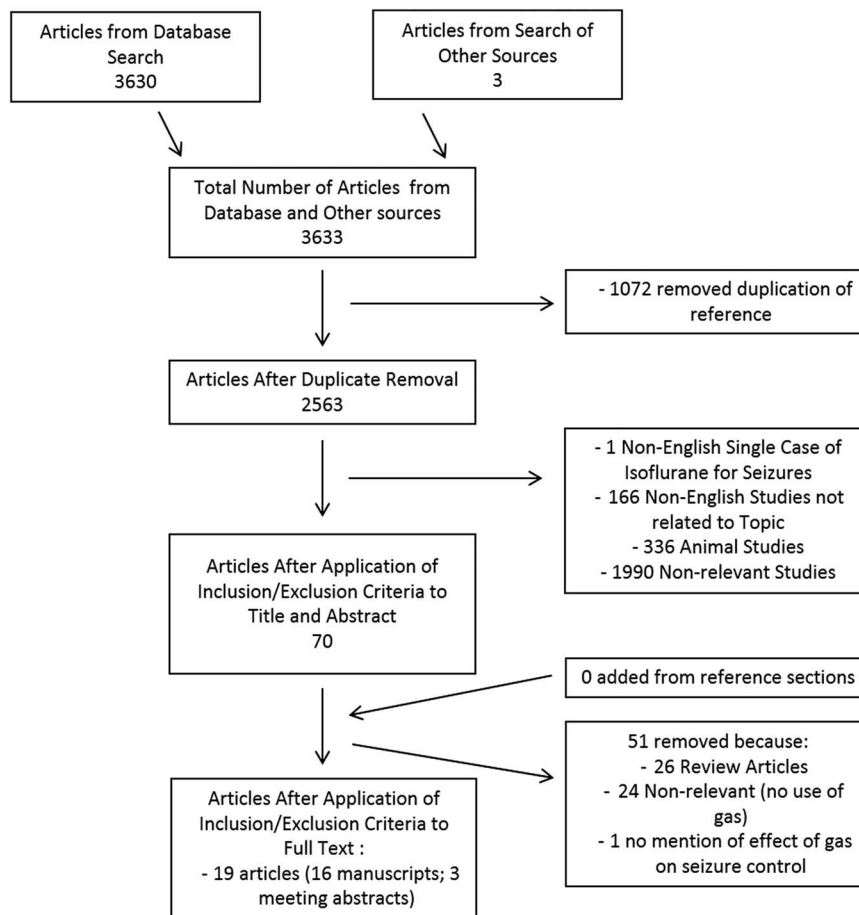 Articles from Database
Search
3630
Articles from Search of
Other Sources
3
Total Number of Articles from
Database and Other sources
3633
- 1072 removed duplication of
reference
Articles After Duplicate Removal
2563
- 1 Non-English Single Case of
Isoflurane for Seizures
- 166 Non-English Studies not
related to Topic
- 336 Animal Studies
- 1990 Non-relevant Studies
Articles After Application of
Inclusion/Exclusion Criteria to
Title and Abstract
70
0 added from reference sections
51 removed because:
- 26 Review Articles
- 24 Non-relevant (no use of
gas)
- 1 no mention of effect of gas
on seizure control
Articles After Application of
Inclusion/Exclusion Criteria to
Full Text :
- 19 articles (16 manuscripts; 3
meeting abstracts)